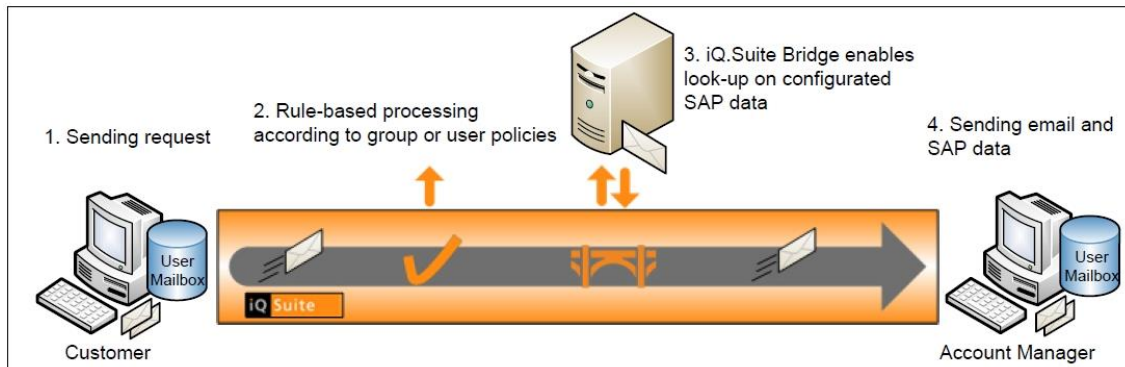 3. iQ.Suite Bridge enables
look-up on configurated
SAP data
2. Rule-based processing
according to group or user policies
1. Sending request
4. Sending email and
SAP data
User
Mailbox
User
Mailbox
iQ Suite
Customer
Account Manager